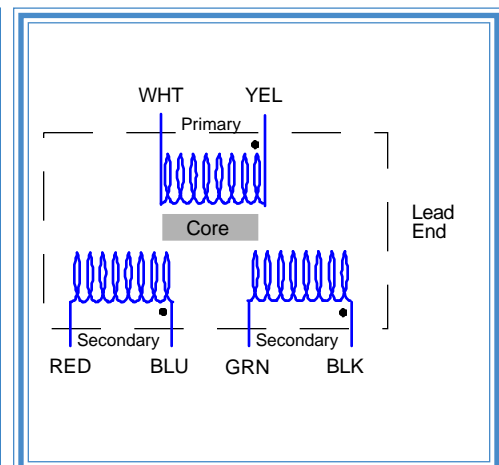 WHT YEL
Primary
Core
Lead
End
Secondary Secondary
RED BLU GRN BLK